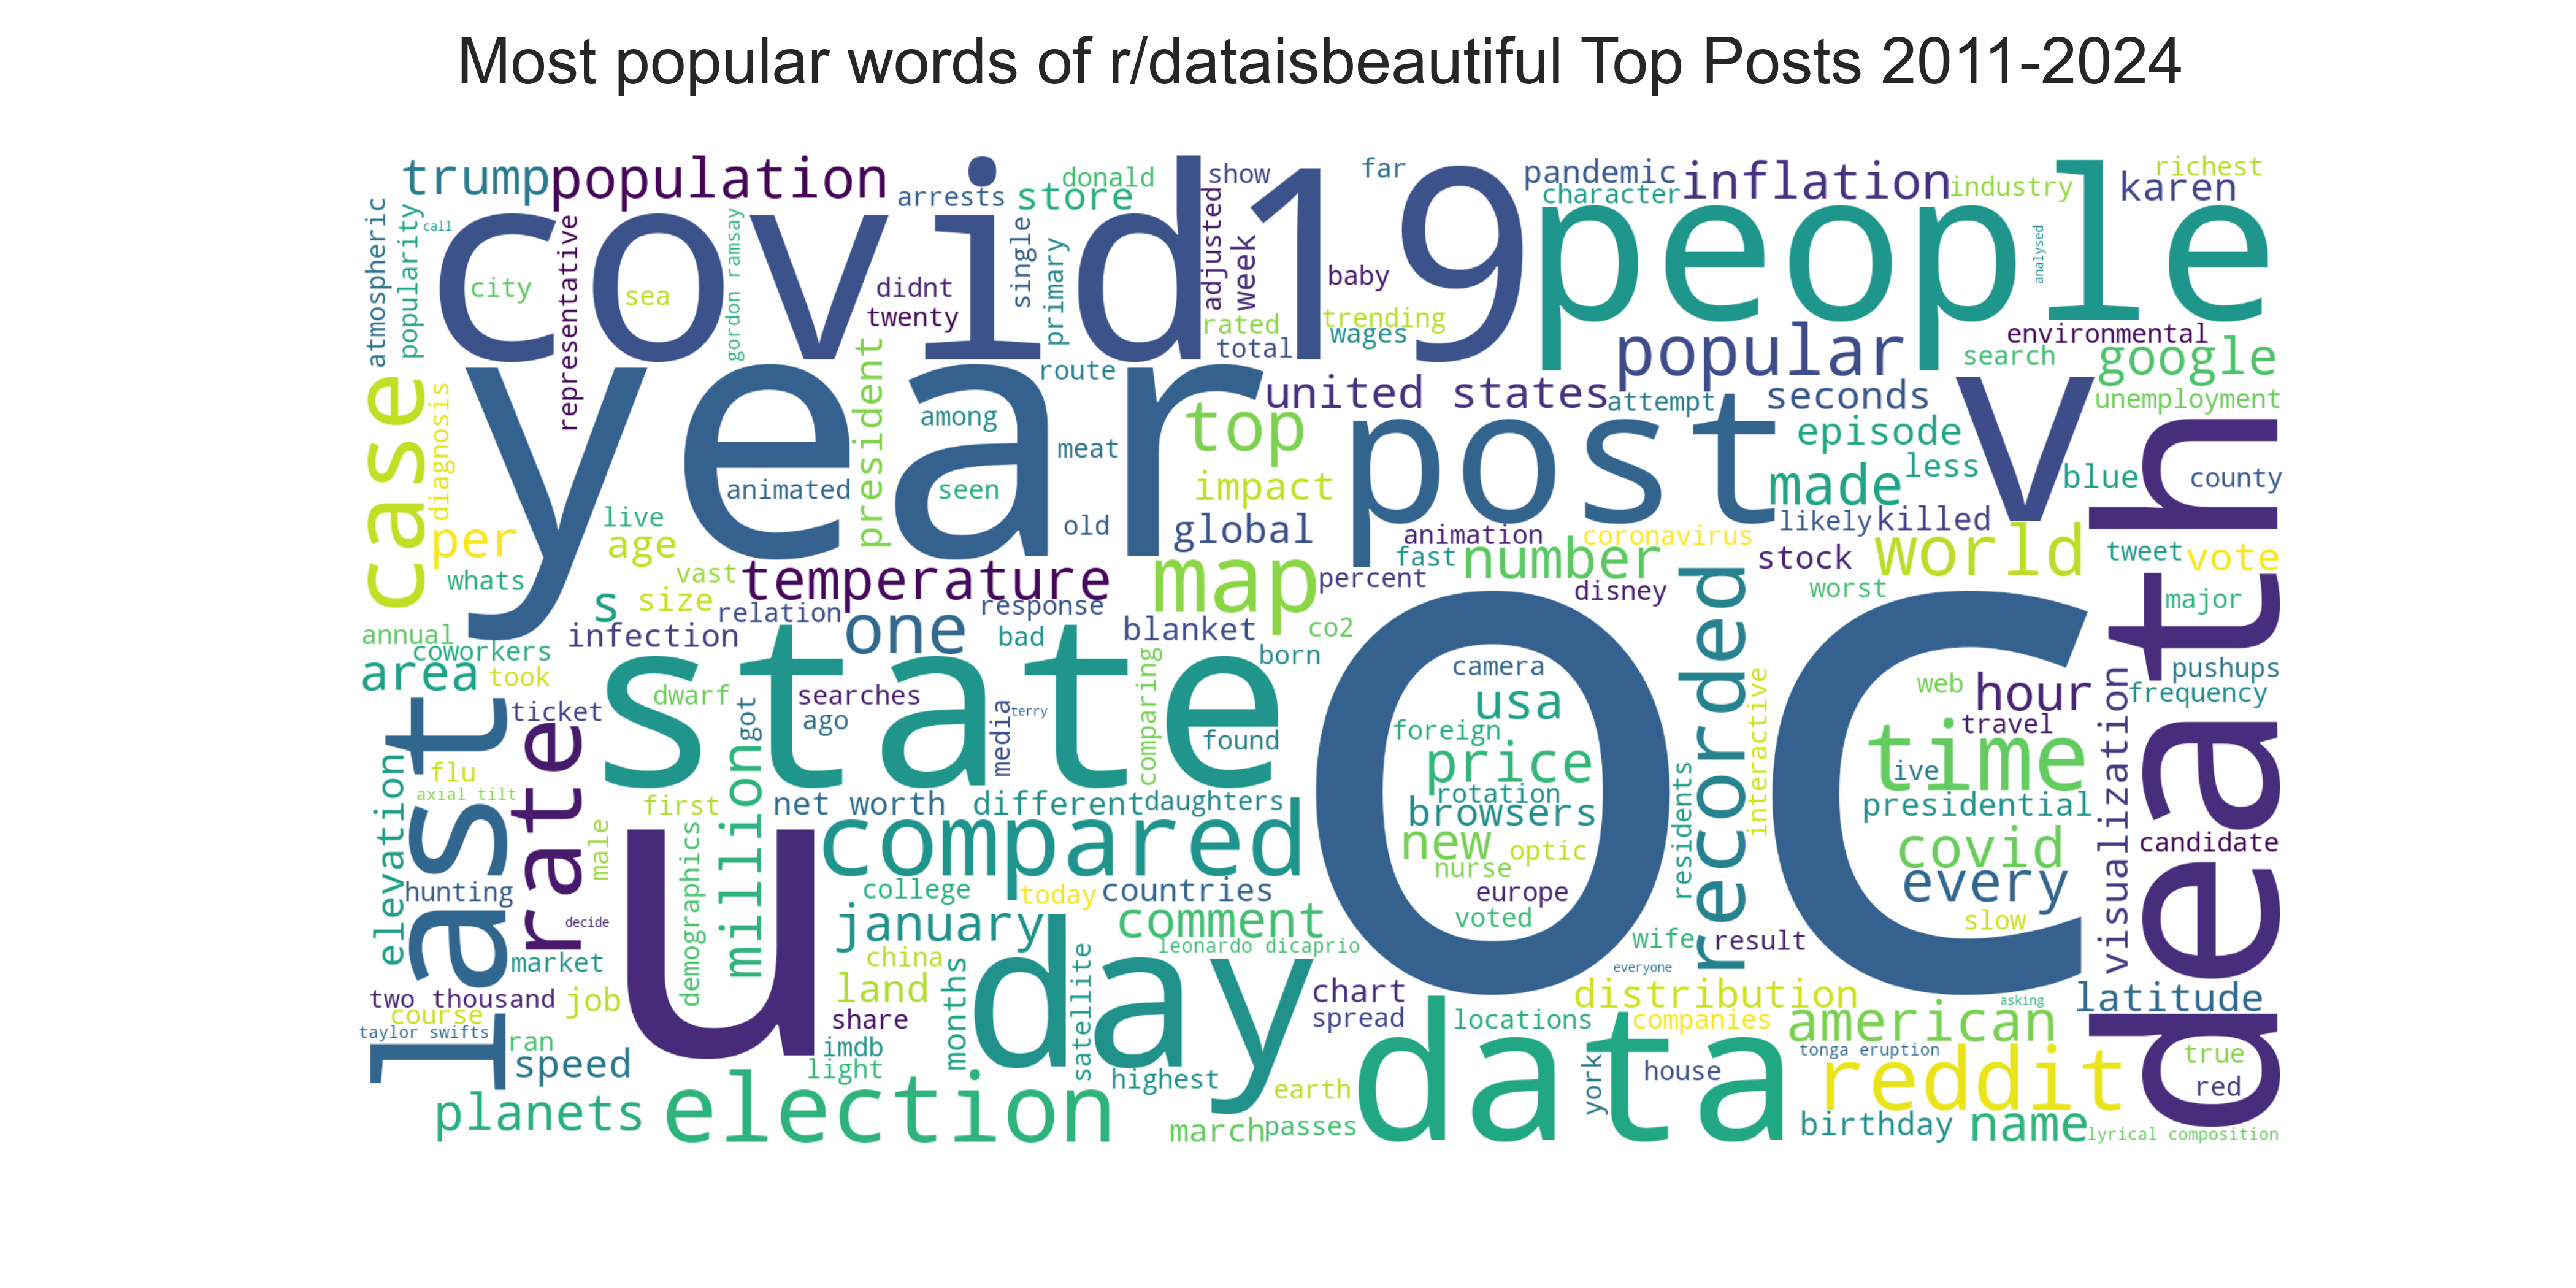 Most popular words of r/dataisbeautiful Top Posts 2011-2024
trump
population
arrests
store
donald
show
far
pandemic
character
inflation
industry
richest
karen
atmospheric
popularity
call
covid19
people
city
representative
sea
gordon ramsay
didnt
twenty
single
primary
adjusted
week
baby
rated
trending
total
wages
analysed
popular
environmental
search
google
case
diagnosis
year
president
route
among
meat
animated
seen
old
united states
top
attempt
seconds
post
v
unemployment
episode
less
made
blue
county
death
impact
global
likely
killed
per
whats
live
age
vast
temperature
map
animation
coronavirus
fast
number
percent
disney
stock
world
worst
tweet
vote
major
s
size
relation
response
one
bad
blanket
co2
born
infection
annual
coworkers
area
took
state
dwarf
searches
ago
got
media
terry
comparing
found
OC
camera
usa
foreign
price
rotation
browsers
new
optic
nurse
europe
voted
recorded
interactive
residents
web
hour
travel
time
ive
presidential
covid
every
slow
visualization
pushups
frequency
candidate
last
ticket
rate
elevation
flu
axial tilt
hunting
male
decide
first
million
net worth
different
daughters
compared
u
demographics
college
today
countries
january
comment
leonardo dicaprio
china
land
months
day
satellite
share
imdb
light
highest
market
two thousand
job
course
taylor swifts
ran
speed
planets
election
chart
spread
earth
march
passes
data
locations
york
house
wife
result
everyone
distribution
companies
american
asking
latitude
tonga eruption
reddit
true
red
birthday
name
lyrical composition